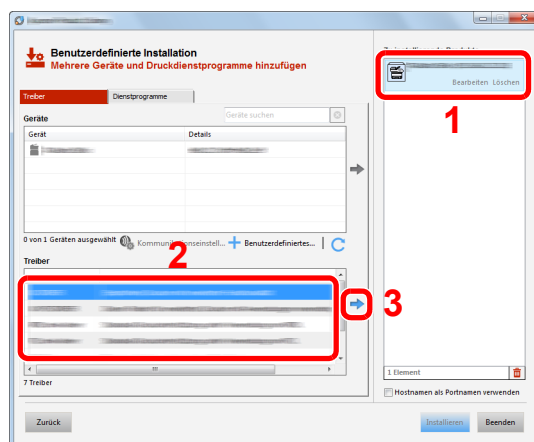 Benutzerdefinierte Installation
Mehrere Geräte und Druckdienstprogramme hinzufügen
Treiber
Dienstprogramme
Geräte
Geräte suchen
Gerät
Details
0 von 1 Geräten ausgewählt
Benutzerdefiniertes...
Treiber
2
3
7 Treiber
Zurück
Bearbeiten Löschen
1
1 Element
Hostnamen als Portnamen verwenden
Installieren
Beenden